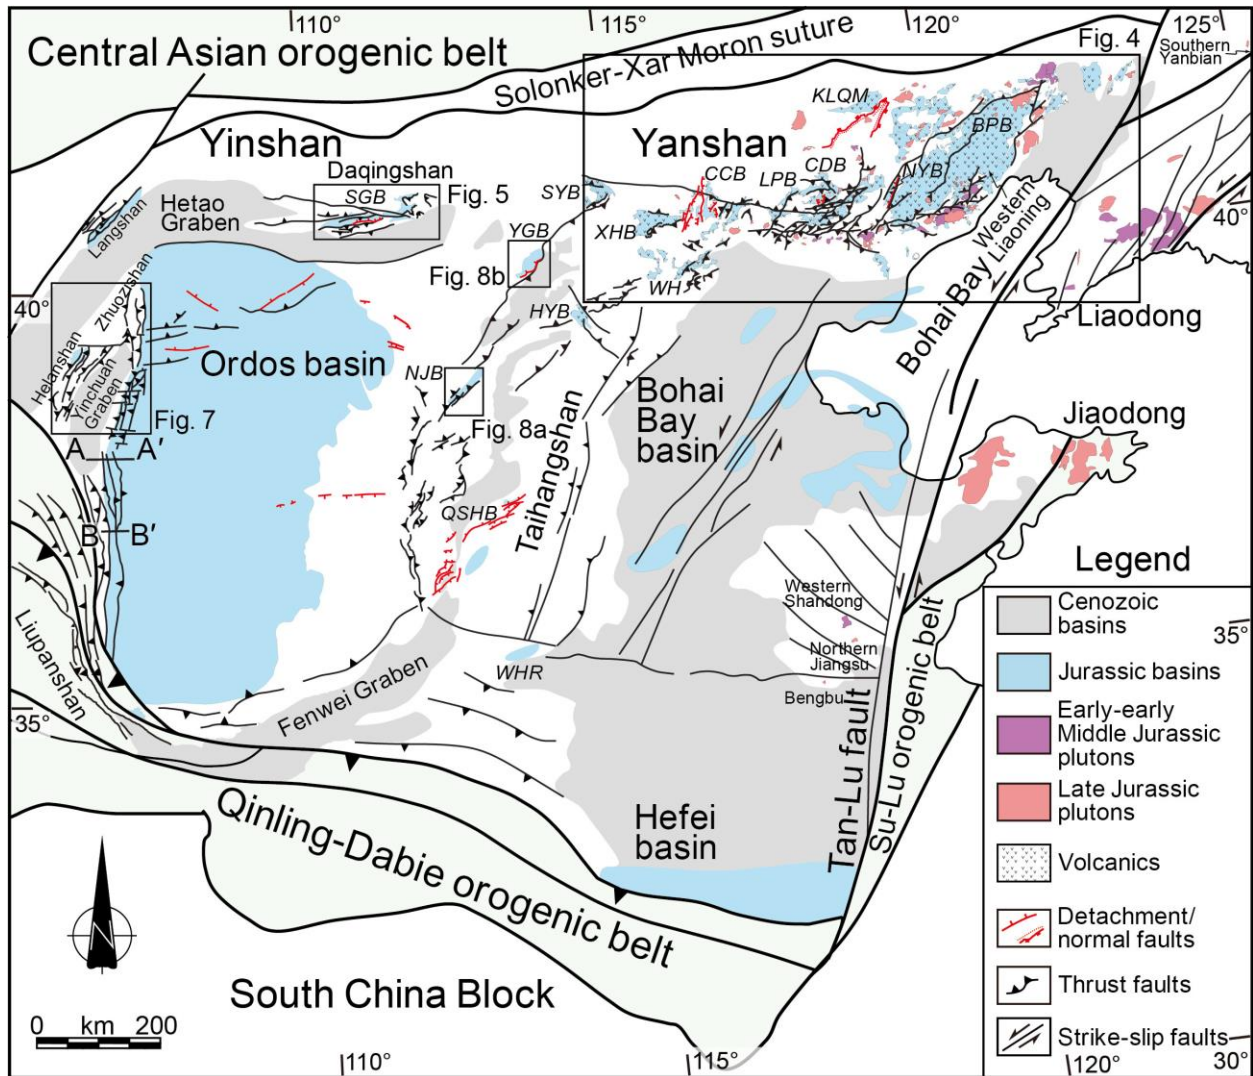 110°
115°
120°
125°
Central Asian orogenic belt
Solonker-Xar Moron suture
Fig. 4
Southern
Yanbian
KLQM
BPB
Yinshan
Yanshan
Daqingshan
SGB
Fig. 5
SYB
CCB
LPB
CDB
NYB
Langshan
Hetao
Graben
XHB
YGB
Fig. 8b
WH
Western
Liaoning
40°
40°
Zhuozishan
HYB
Bohai Bay
Liaodong
Helanshan
Yinchuan
Graben
Ordos basin
NJB
Fig. 7
Fig. 8a
Taihangshan
Bohai
Bay
basin
Jiaodong
A
A′
QSHB
B
B′
Western
Shandong
Northern
Jiangsu
Bengbu
Liupanshan
WHR
Fenwei Graben
35°
Tan-Lu fault
Su-Lu orogenic belt
Hefei
basin
Qinling-Dabie orogenic belt
South China Block
N
0 km 200
110°
115°
Legend
Cenozoic
basins
35°
Jurassic basins
Early-early
Middle Jurassic
plutons
Late Jurassic
plutons
Volcanics
Detachment/
normal faults
Thrust faults
Strike-slip faults
120°
30°